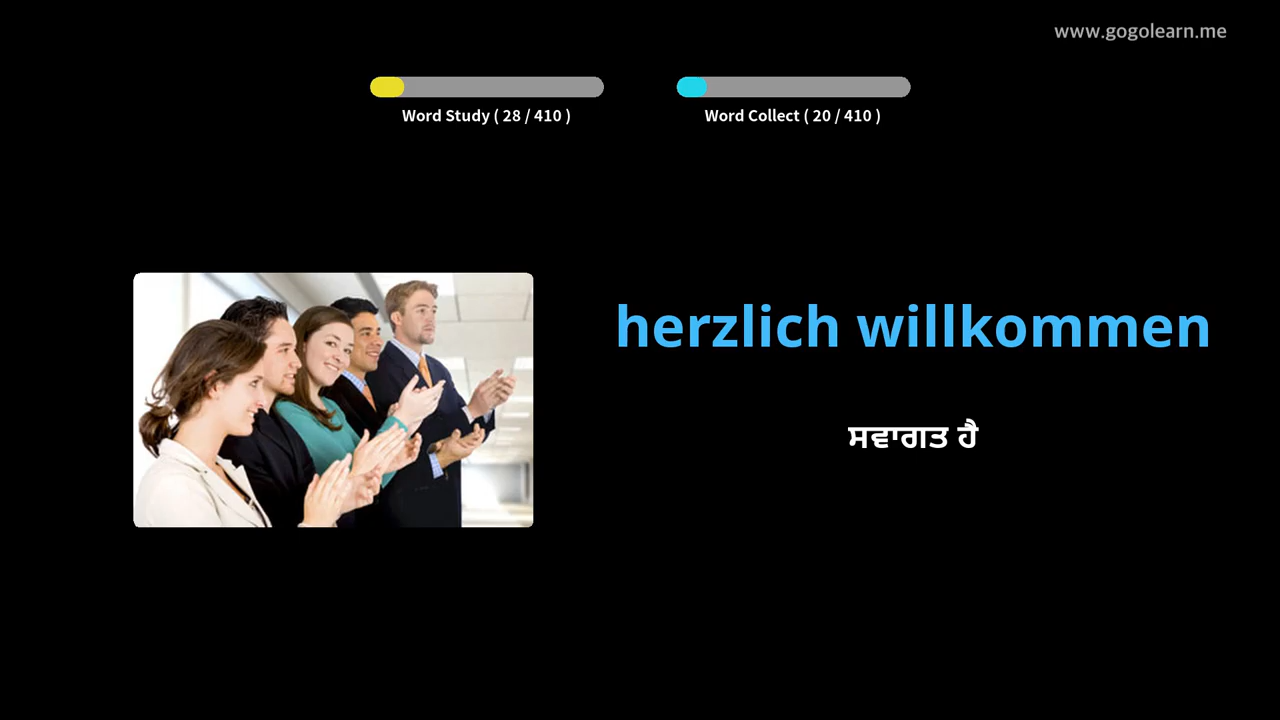 www.gogolearn.me
Word Study ( 28 / 410 )
Word Collect ( 20 / 410 )
herzlich willkommen
ਸਵਾਗਤ ਹੈ